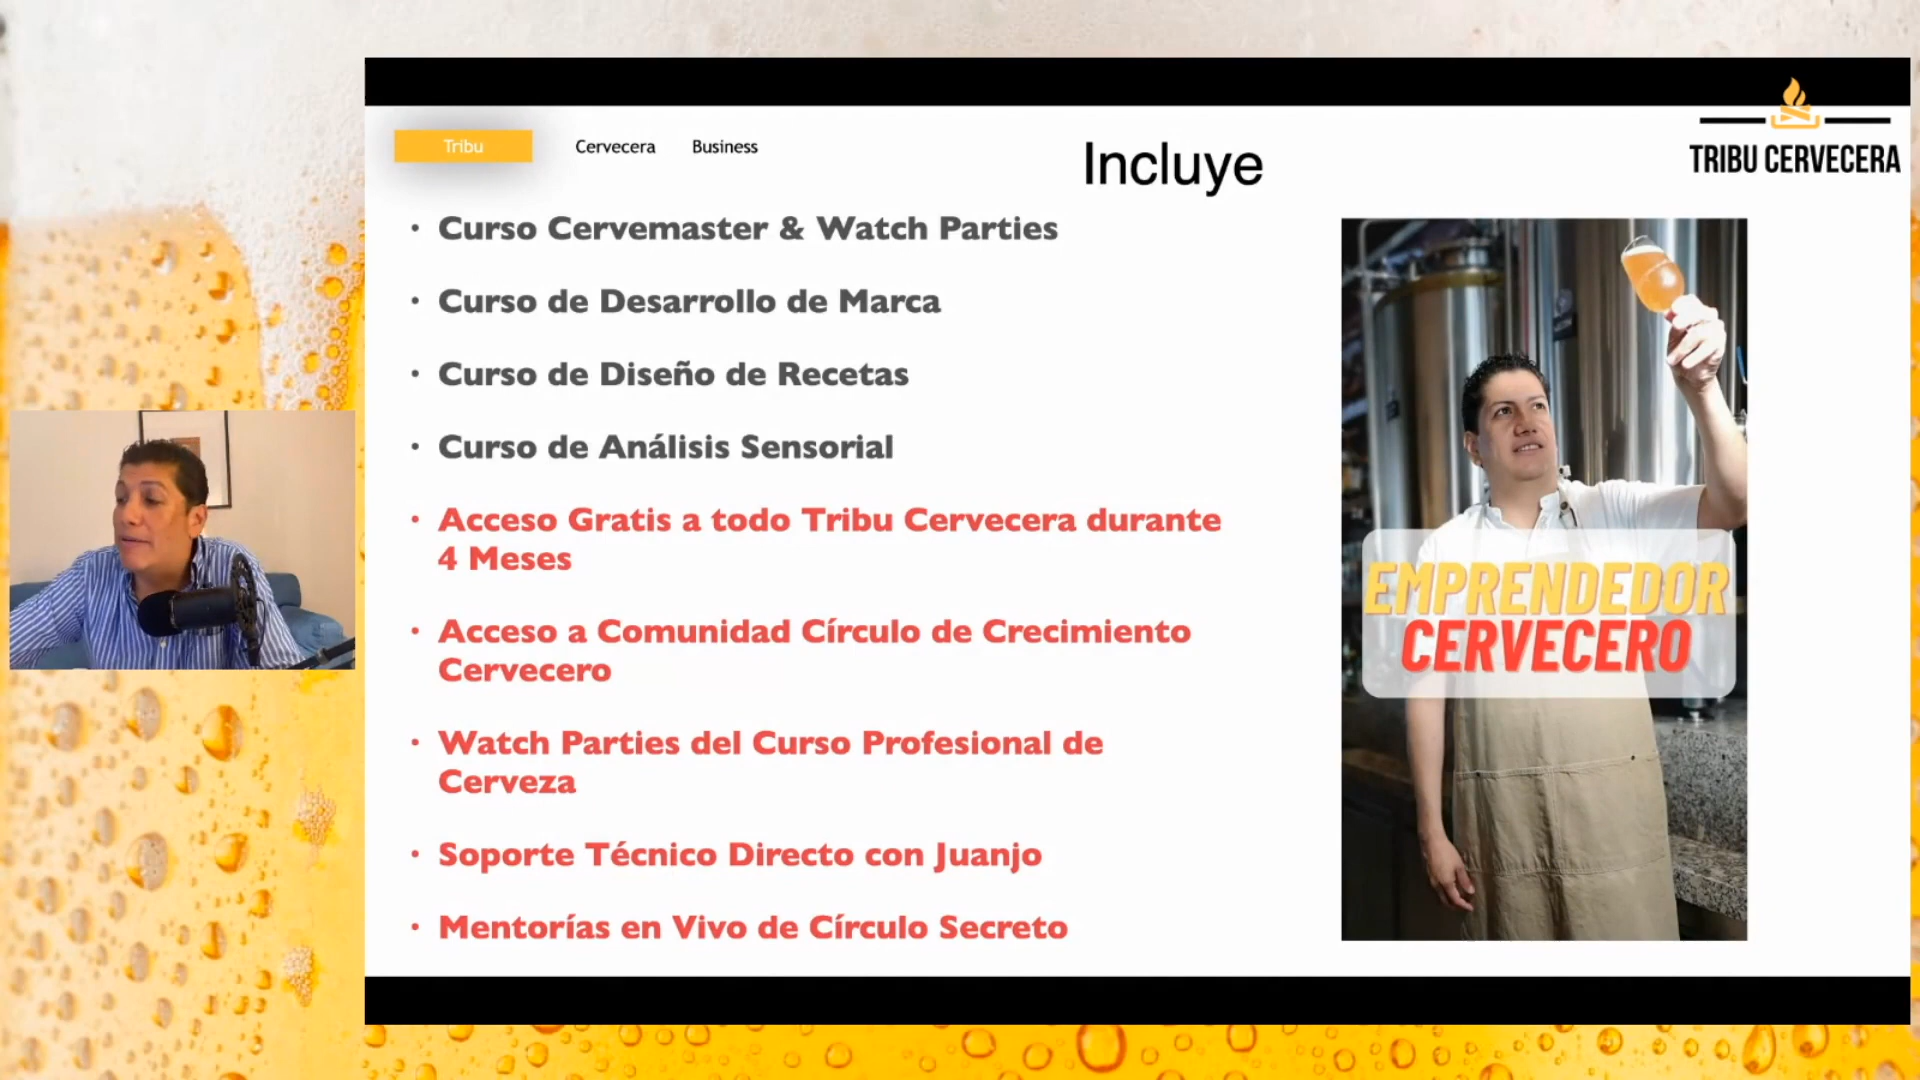 Tribu Cervecera Business
Incluye
TRIBU CERVECERA
• Curso Cervemaster & Watch Parties
• Curso de Desarrollo de Marca
• Curso de Diseño de Recetas
• Curso de Análisis Sensorial
• Acceso Gratis a todo Tribu Cervecera durante
4 Meses
• Acceso a Comunidad Círculo de Crecimiento
Cervecero
• Watch Parties del Curso Profesional de
Cerveza
• Soporte Técnico Directo con Juanjo
• Mentorías en Vivo de Círculo Secreto
EMPRENDEDOR
CERVECERO